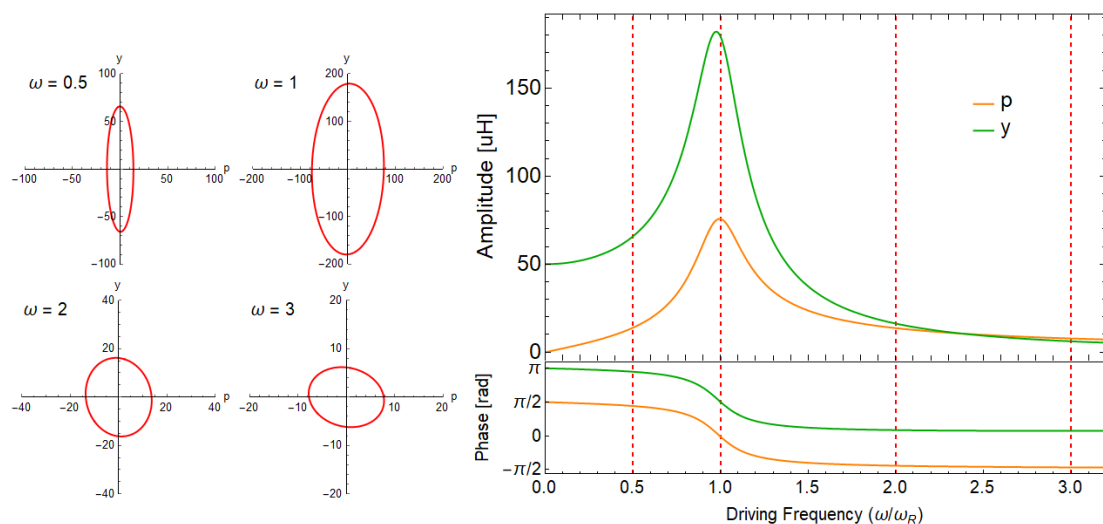 y
ω = 0.5
100
50
-100
-50
50
100
p
-50
-100
y
ω = 1
200
100
-200
-100
100
200
p
-100
-200
y
ω = 2
40
20
-40
-20
20
40
p
-20
-40
y
ω = 3
20
10
-20
-10
10
20
p
-10
-20
Amplitude [uH]
150
100
50
0
p
y
Phase [rad]
π
π/2
0
-π/2
0.0 0.5 1.0 1.5 2.0 2.5 3.0
Driving Frequency (ω/ω_R)